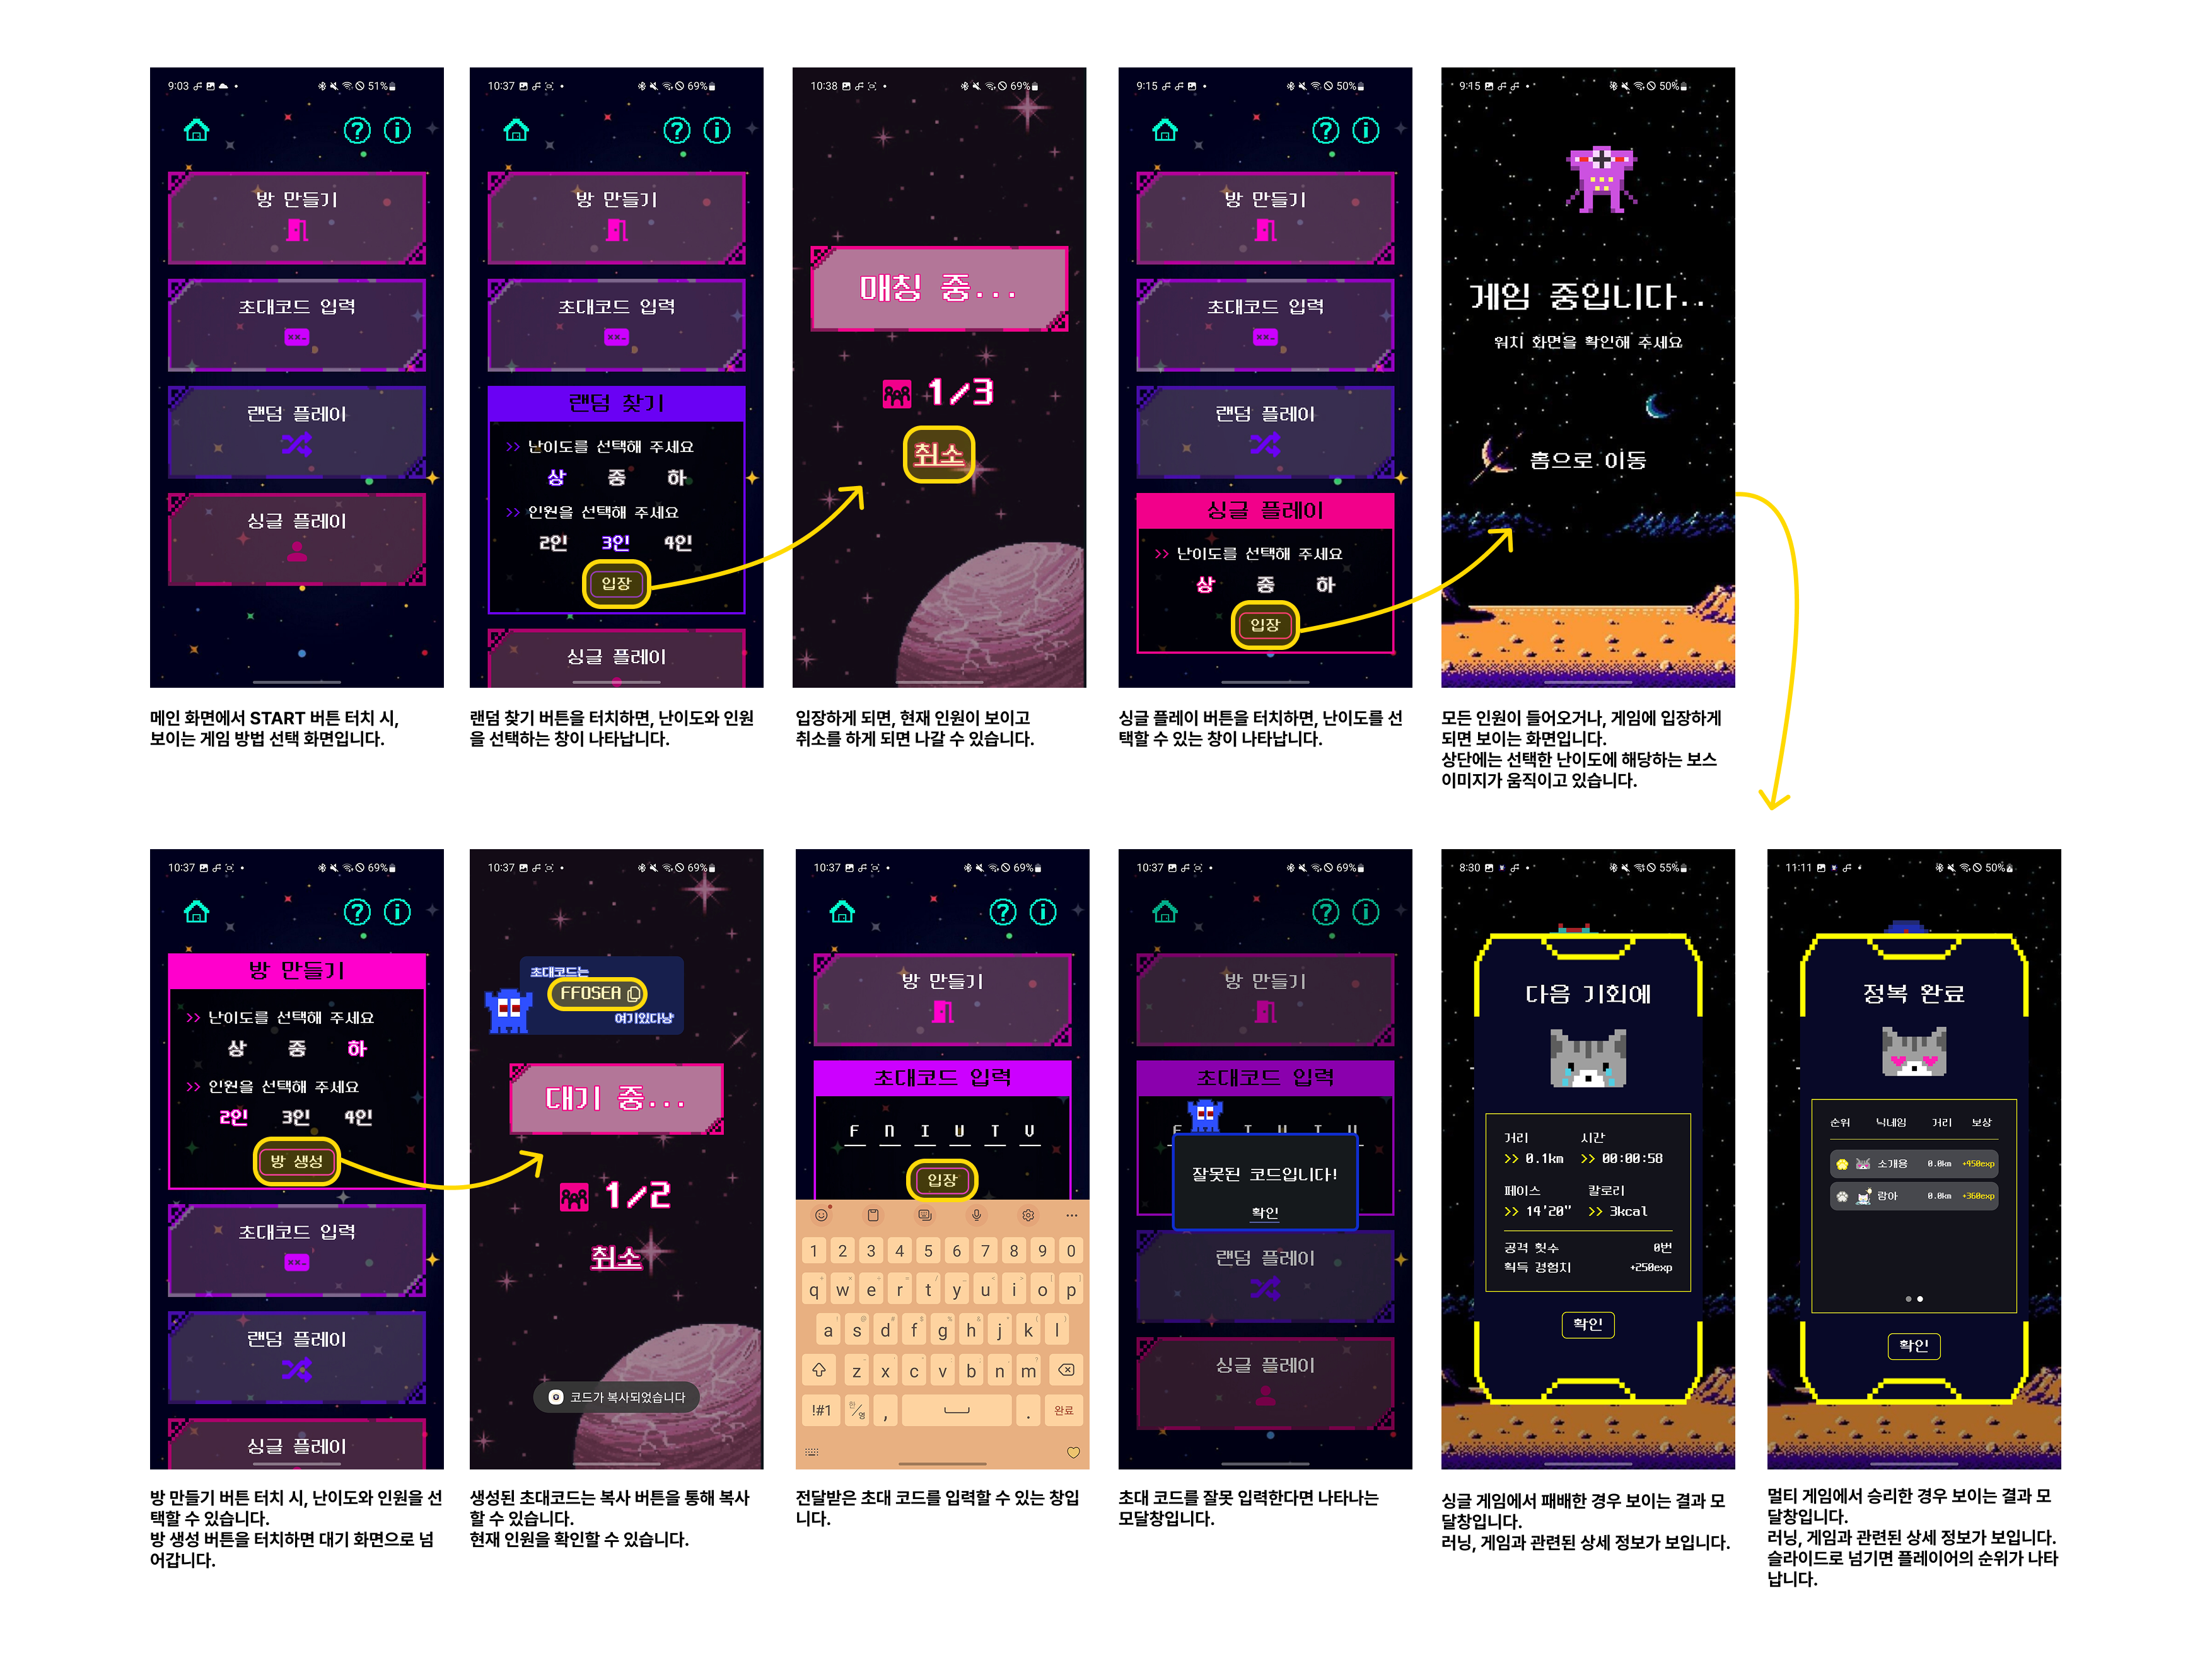 9:03
51%
방 만들기
초대코드 입력
랜덤 플레이
싱글 플레이
메인 화면에서 START 버튼 터치 시,
보이는 게임 방법 선택 화면입니다.
10:37
69%
방 만들기
초대코드 입력
랜덤 찾기
>> 난이도를 선택해 주세요
상 중 하
>> 인원을 선택해 주세요
2인 3인 4인
입장
싱글 플레이
랜덤 찾기 버튼을 터치하면, 난이도와 인원
을 선택하는 창이 나타납니다.
10:38
69%
매칭 중...
1/3
취소
입장하게 되면, 현재 인원이 보이고
취소를 하게 되면 나갈 수 있습니다.
9:15
50%
방 만들기
초대코드 입력
랜덤 플레이
싱글 플레이
>> 난이도를 선택해 주세요
상 중 하
입장
싱글 플레이 버튼을 터치하면, 난이도를 선
택할 수 있는 창이 나타납니다.
9:15
50%
게임 중입니다..
워치 화면을 확인해 주세요
홈으로 이동
모든 인원이 들어오거나, 게임에 입장하게
되면 보이는 화면입니다.
상단에는 선택한 난이도에 해당하는 보스
이미지가 움직이고 있습니다.
10:37
69%
방 만들기
>> 난이도를 선택해 주세요
상 중 하
>> 인원을 선택해 주세요
2인 3인 4인
방 생성
초대코드 입력
랜덤 플레이
싱글 플레이
방 만들기 버튼 터치 시, 난이도와 인원을 선
택할 수 있습니다.
방 생성 버튼을 터치하면 대기 화면으로 넘
어갑니다.
10:37
69%
초대코드는
FFOSEA
여기있다냥
대기 중...
1/2
취소
코드가 복사되었습니다
생성된 초대코드는 복사 버튼을 통해 복사
할 수 있습니다.
현재 인원을 확인할 수 있습니다.
10:37
69%
방 만들기
초대코드 입력
F N I U T V
입장
1 2 3 4 5 6 7 8 9 0
q w e r t y u i o p
a s d f g h j k l
z x c v b n m
!#1 한/영 , . 완료
전달받은 초대 코드를 입력할 수 있는 창입
니다.
10:37
69%
방 만들기
초대코드 입력
잘못된 코드입니다!
확인
랜덤 플레이
싱글 플레이
초대 코드를 잘못 입력한다면 나타나는
모달창입니다.
8:30
55%
다음 기회에
거리 시간
>> 0.1km >> 00:00:58
페이스 칼로리
>> 14'20" >> 3kcal
공격 횟수 0번
획득 경험치 +250exp
확인
싱글 게임에서 패배한 경우 보이는 결과 모
달창입니다.
러닝, 게임과 관련된 상세 정보가 보입니다.
11:11
50%
정복 완료
순위 닉네임 거리 보상
소개용 0.0km +450exp
람아 0.0km +360exp
확인
멀티 게임에서 승리한 경우 보이는 결과 모
달창입니다.
러닝, 게임과 관련된 상세 정보가 보입니다.
슬라이드로 넘기면 플레이어의 순위가 나타
납니다.